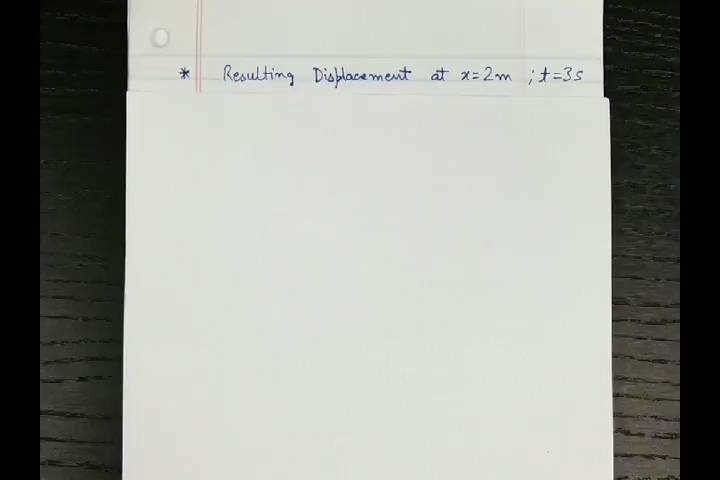 * Resulting Displacement at x=2m ; t=3s